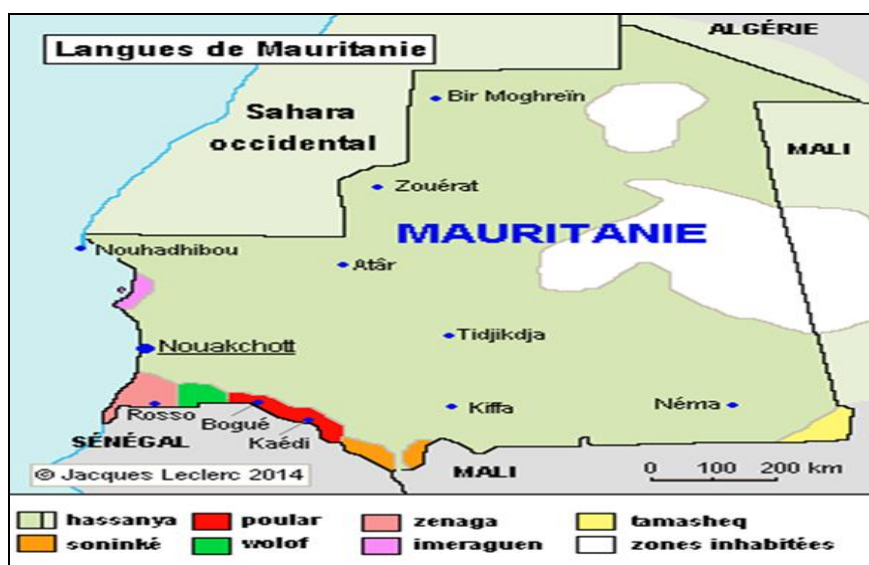 Langues de Mauritanie
ALGÉRIE
Sahara
occidental
Bir Moghreïn
MALI
Zouérat
MAURITANIE
Nouhadhibou
Atâr
Tidjikdja
Nouakchott
Kiffa
Néma
Rosso
Bogué
Kaédi
SÉNÉGAL
MALI
0 100 200 km
© Jacques Leclerc 2014
hassanya poular zenaga tamasheq
soninké wolof imeraguen zones inhabitées